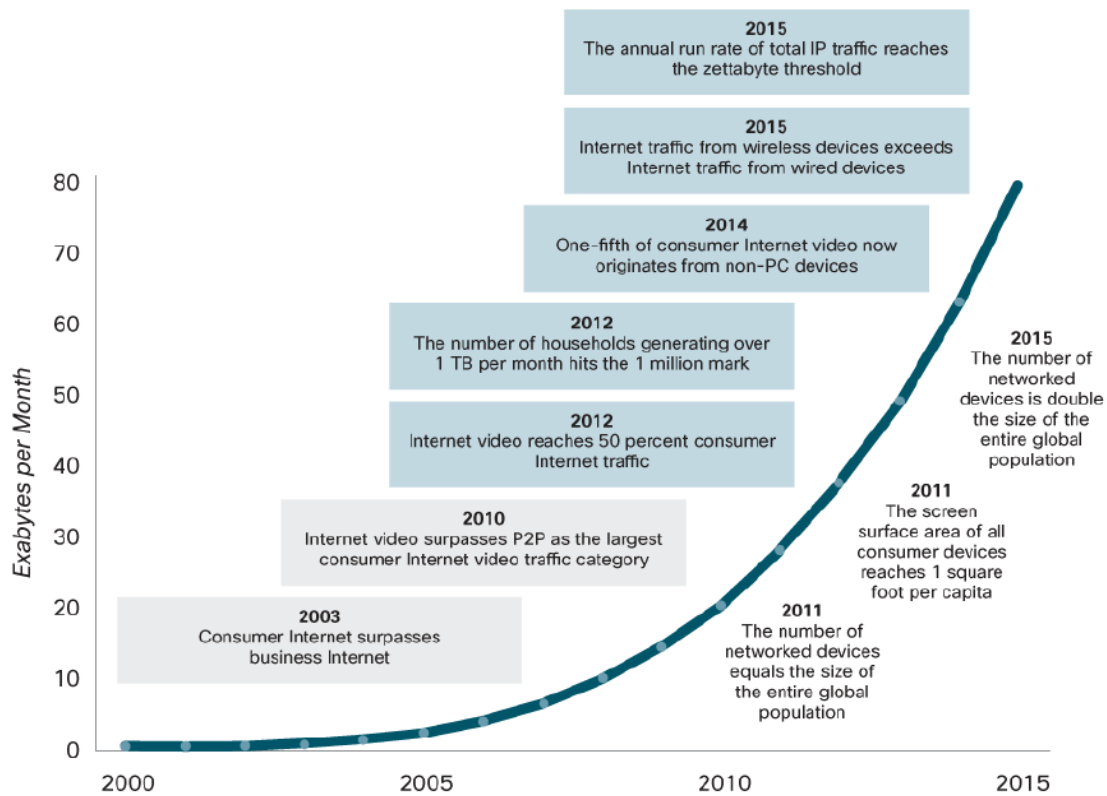 2015
The annual run rate of total IP traffic reaches
the zettabyte threshold
2015
Internet traffic from wireless devices exceeds
Internet traffic from wired devices
2014
One-fifth of consumer Internet video now
originates from non-PC devices
2012
The number of households generating over
1 TB per month hits the 1 million mark
2012
Internet video reaches 50 percent consumer
Internet traffic
2010
Internet video surpasses P2P as the largest
consumer Internet video traffic category
2003
Consumer Internet surpasses
business Internet
2015
The number of
networked
devices is double
the size of the
entire global
population
2011
The screen
surface area of all
consumer devices
reaches 1 square
foot per capita
2011
The number of
networked devices
equals the size of
the entire global
population
Exabytes per Month
80
70
60
50
40
30
20
10
0
2000
2005
2010
2015